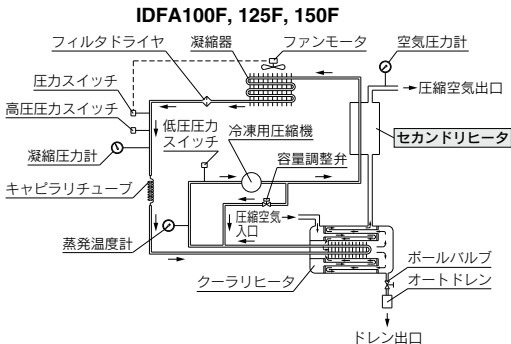 IDFA100F, 125F, 150F
フィルタドライヤ
凝縮器
ファンモータ
空気圧力計
圧力スイッチ
圧縮空気出口
高圧圧力スイッチ
低圧圧力
スイッチ
冷凍用圧縮機
セカンドリヒータ
凝縮圧力計
容量調整弁
キャピラリチューブ
圧縮空気
入口
蒸発温度計
ボールバルブ
クーラリヒータ
オートドレン
ドレン出口